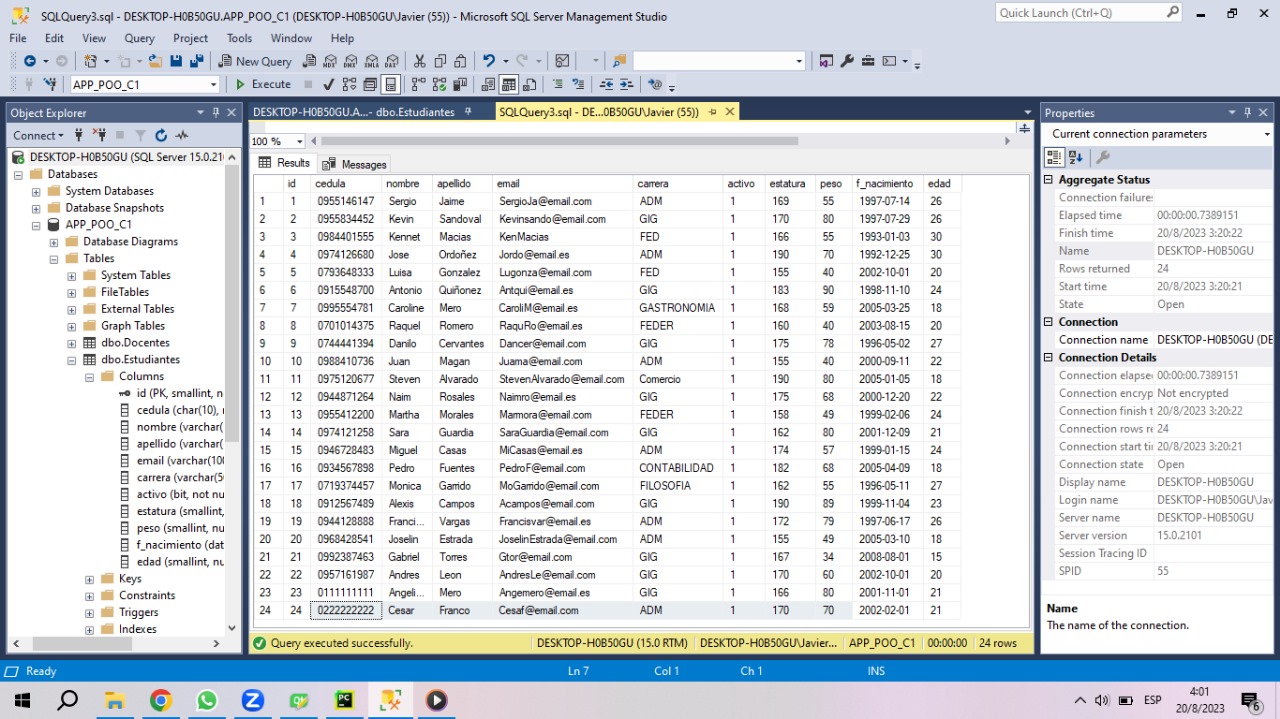 SQLQuery3.sql - DESKTOP-H0B50GU.APP_POO_C1 (DESKTOP-H0B50GU\Javier (55)) - Microsoft SQL Server Management Studio
Quick Launch (Ctrl+Q)
File Edit View Query Project Tools Window Help
New Query
APP_POO_C1 Execute
Object Explorer
Connect
DESKTOP-H0B50GU (SQL Server 15.0.21
Databases
System Databases
Database Snapshots
APP_POO_C1
Database Diagrams
Tables
System Tables
FileTables
External Tables
Graph Tables
dbo.Docentes
dbo.Estudiantes
Columns
id (PK, smallint, n
cedula (char(10), n
nombre (varchar(
apellido (varchar(
email (varchar(100
carrera (varchar(50
activo (bit, not nu
estatura (smallint,
peso (smallint, nu
f_nacimiento (dat
edad (smallint, nu
Keys
Constraints
Triggers
Indexes
DESKTOP-H0B50GU.A...- dbo.Estudiantes
SQLQuery3.sql - DE...0B50GU\Javier (55))
100 %
Results Messages
id cedula nombre apellido email carrera activo estatura peso f_nacimiento edad
1 1 0955146147 Sergio Jaime SergioJa@email.com ADM 1 169 55 1997-07-14 26
2 2 0955834452 Kevin Sandoval Kevinsando@email.com GIG 1 170 80 1997-07-29 26
3 3 0984401555 Kennet Macias KenMacias FED 1 166 55 1993-01-03 30
4 4 0974126680 Jose Ordoñez Jordo@email.es ADM 1 190 70 1992-12-25 30
5 5 0793648333 Luisa Gonzalez Lugonza@email.com FED 1 155 40 2002-10-01 20
6 6 0915548700 Antonio Quiñonez Antqui@email.es GIG 1 183 90 1998-11-10 24
7 7 0995554781 Caroline Mero CaroliM@email.com GASTRONOMIA 1 168 59 2005-03-25 18
8 8 0701014375 Raquel Romero RaquRo@email.es FEDER 1 160 40 2003-08-15 20
9 9 0744441394 Danilo Cervantes Dancer@email.com GIG 1 175 78 1996-05-02 27
10 10 0988410736 Juan Magan Juama@email.com ADM 1 155 40 2000-09-11 22
11 11 0975120677 Steven Alvarado StevenAlvarado@email.com Comercio 1 190 80 2005-01-05 18
12 12 0944871264 Naim Rosales Naimro@email.es GIG 1 175 68 2000-12-20 22
13 13 0955412200 Martha Morales Marmora@email.com FEDER 1 158 49 1999-02-06 24
14 14 0974121258 Sara Guardia SaraGuardia@email.com GIG 1 162 80 2001-12-09 21
15 15 0946728483 Miguel Casas MiCasas@email.es ADM 1 174 57 1999-01-15 24
16 16 0934567898 Pedro Fuentes PedroF@email.com CONTABILIDAD 1 182 68 2005-04-09 18
17 17 0719374457 Monica Garrido MoGarrido@email.com FILOSOFIA 1 162 55 1996-05-11 27
18 18 0912567489 Alexis Campos Acampos@email.com GIG 1 190 89 1999-11-04 23
19 19 0944128888 Franci... Vargas Francisvar@email.es ADM 1 172 79 1997-06-17 26
20 20 0968428541 Joselin Estrada JoselinEstrada@email.com ADM 1 155 49 2005-03-10 18
21 21 0992387463 Gabriel Torres Gtor@email.com GIG 1 167 34 2008-08-01 15
22 22 0957161987 Andres Leon AndresLe@email.com GIG 1 170 60 2002-10-01 20
23 23 0111111111 Angeli... Mero Angemero@email.es GIG 1 166 80 2001-11-01 21
24 24 0222222222 Cesar Franco Cesaf@email.com ADM 1 170 70 2002-02-01 21
Query executed successfully. DESKTOP-H0B50GU (15.0 RTM) DESKTOP-H0B50GU\Javier... APP_POO_C1 00:00:00 24 rows
Properties
Current connection parameters
Aggregate Status
Connection failures
Elapsed time 00:00:00.7389151
Finish time 20/8/2023 3:20:22
Name DESKTOP-H0B50GU
Rows returned 24
Start time 20/8/2023 3:20:21
State Open
Connection
Connection name DESKTOP-H0B50GU (DE
Connection Details
Connection elapse 00:00:00.7389151
Connection encryp Not encrypted
Connection finish t 20/8/2023 3:20:22
Connection rows re 24
Connection start ti 20/8/2023 3:20:21
Connection state Open
Display name DESKTOP-H0B50GU
Login name DESKTOP-H0B50GU\Jav
Server name DESKTOP-H0B50GU
Server version 15.0.2101
Session Tracing ID
SPID 55
Name
The name of the connection.
Ready Ln 7 Col 1 Ch 1 INS
ESP
4:01
20/8/2023
6